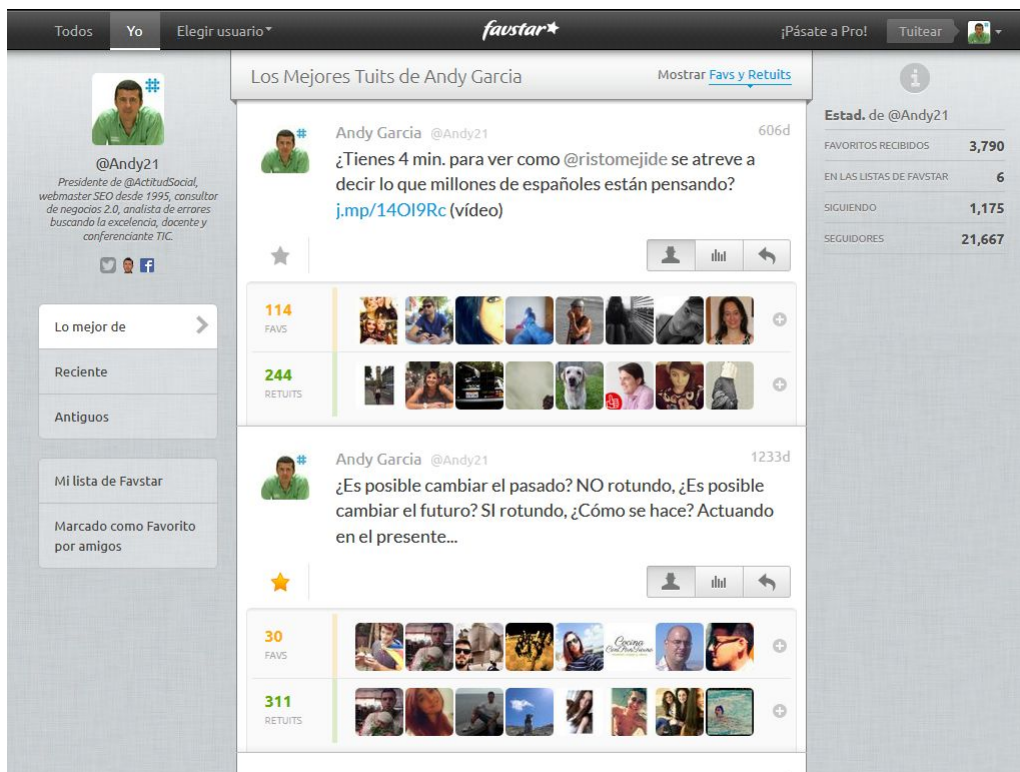 Todos Yo Elegir usuario favstar ¡Pásate a Pro! Tuitear
@Andy21
Presidente de @ActitudSocial,
webmaster SEO desde 1995, consultor
de negocios 2.0, analista de errores
buscando la excelencia, docente y
conferenciante TIC.
Lo mejor de
Reciente
Antiguos
Mi lista de Favstar
Marcado como Favorito
por amigos
Los Mejores Tuits de Andy Garcia Mostrar Favs y Retuits
Andy Garcia @Andy21 606d
¿Tienes 4 min. para ver como @ristomejide se atreve a
decir lo que millones de españoles están pensando?
j.mp/14OI9Rc (vídeo)
114
FAVS
244
RETUITS
Andy Garcia @Andy21 1233d
¿Es posible cambiar el pasado? NO rotundo, ¿Es posible
cambiar el futuro? SI rotundo, ¿Cómo se hace? Actuando
en el presente...
30
FAVS
311
RETUITS
Estad. de @Andy21
FAVORITOS RECIBIDOS 3,790
EN LAS LISTAS DE FAVSTAR 6
SIGUIENDO 1,175
SEGUIDORES 21,667